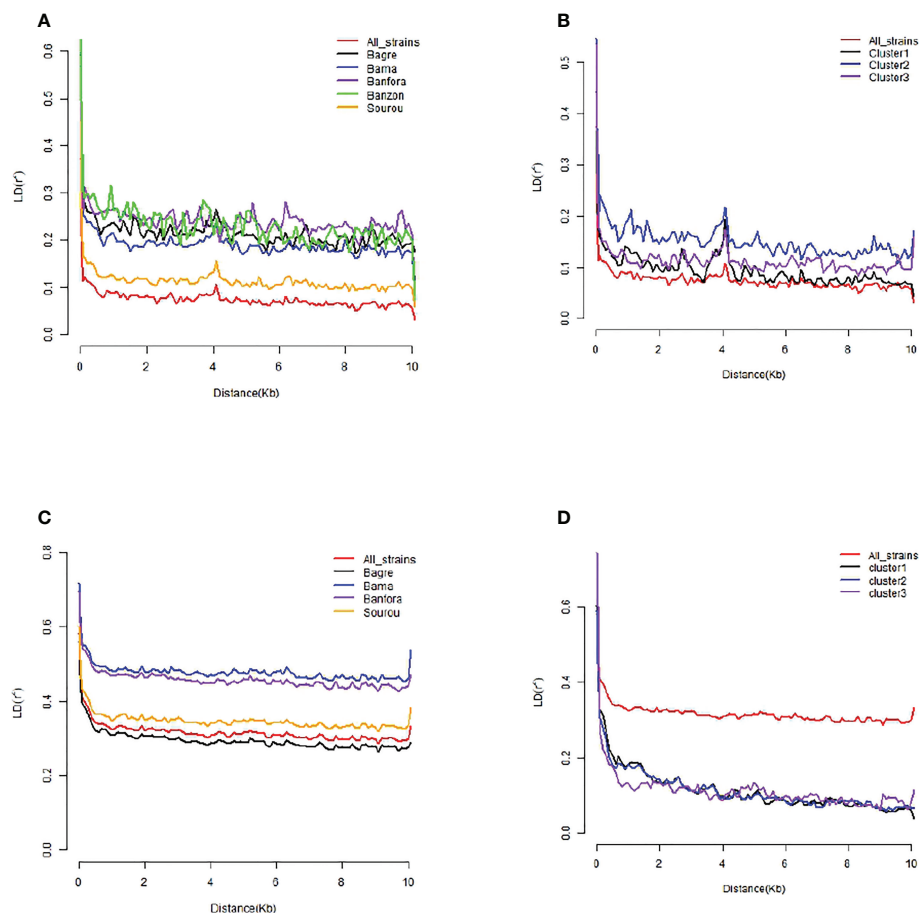 A
All_strains
Bagre
Bama
Banfora
Banzon
Sourou
LD(r²)
0.6
0.5
0.4
0.3
0.2
0.1
0.0
0 2 4 6 8 10
Distance(Kb)
B
All_strains
Cluster1
Cluster2
Cluster3
LD(r²)
0.5
0.4
0.3
0.2
0.1
0.0
0 2 4 6 8 10
Distance(Kb)
C
All_strains
Bagre
Bama
Banfora
Sourou
LD(r²)
0.8
0.6
0.4
0.2
0.0
0 2 4 6 8 10
Distance(Kb)
D
All_strains
cluster1
cluster2
cluster3
LD(r²)
0.6
0.4
0.2
0.0
0 2 4 6 8 10
Distance(Kb)